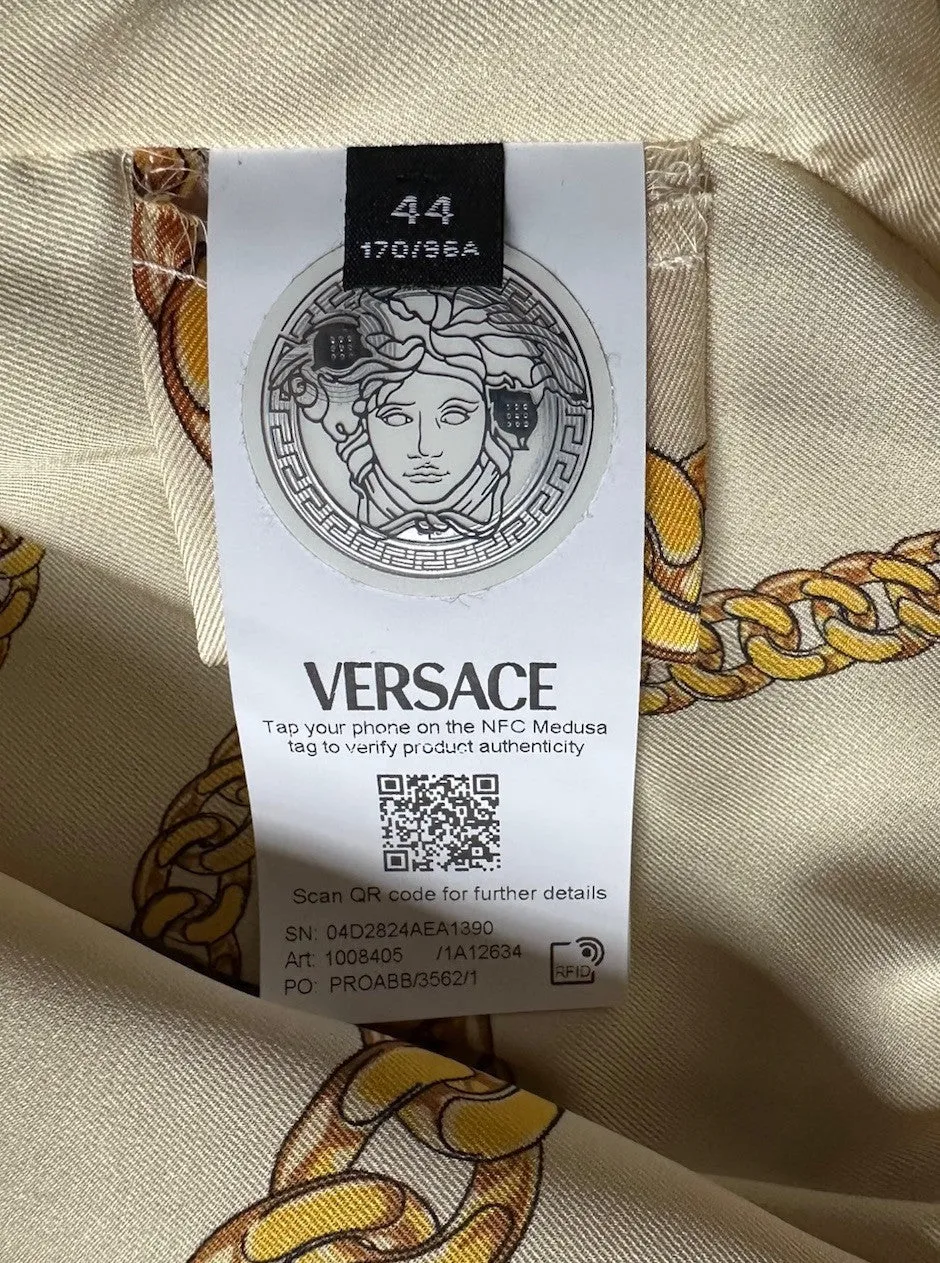 44
170/96A
VERSACE
Tap your phone on the NFC Medusa
tag to verify product authenticity
Scan QR code for further details
SN: 04D2824AEA1390
Art: 1008405 /1A12634
PO: PROABB/3562/1
RFID